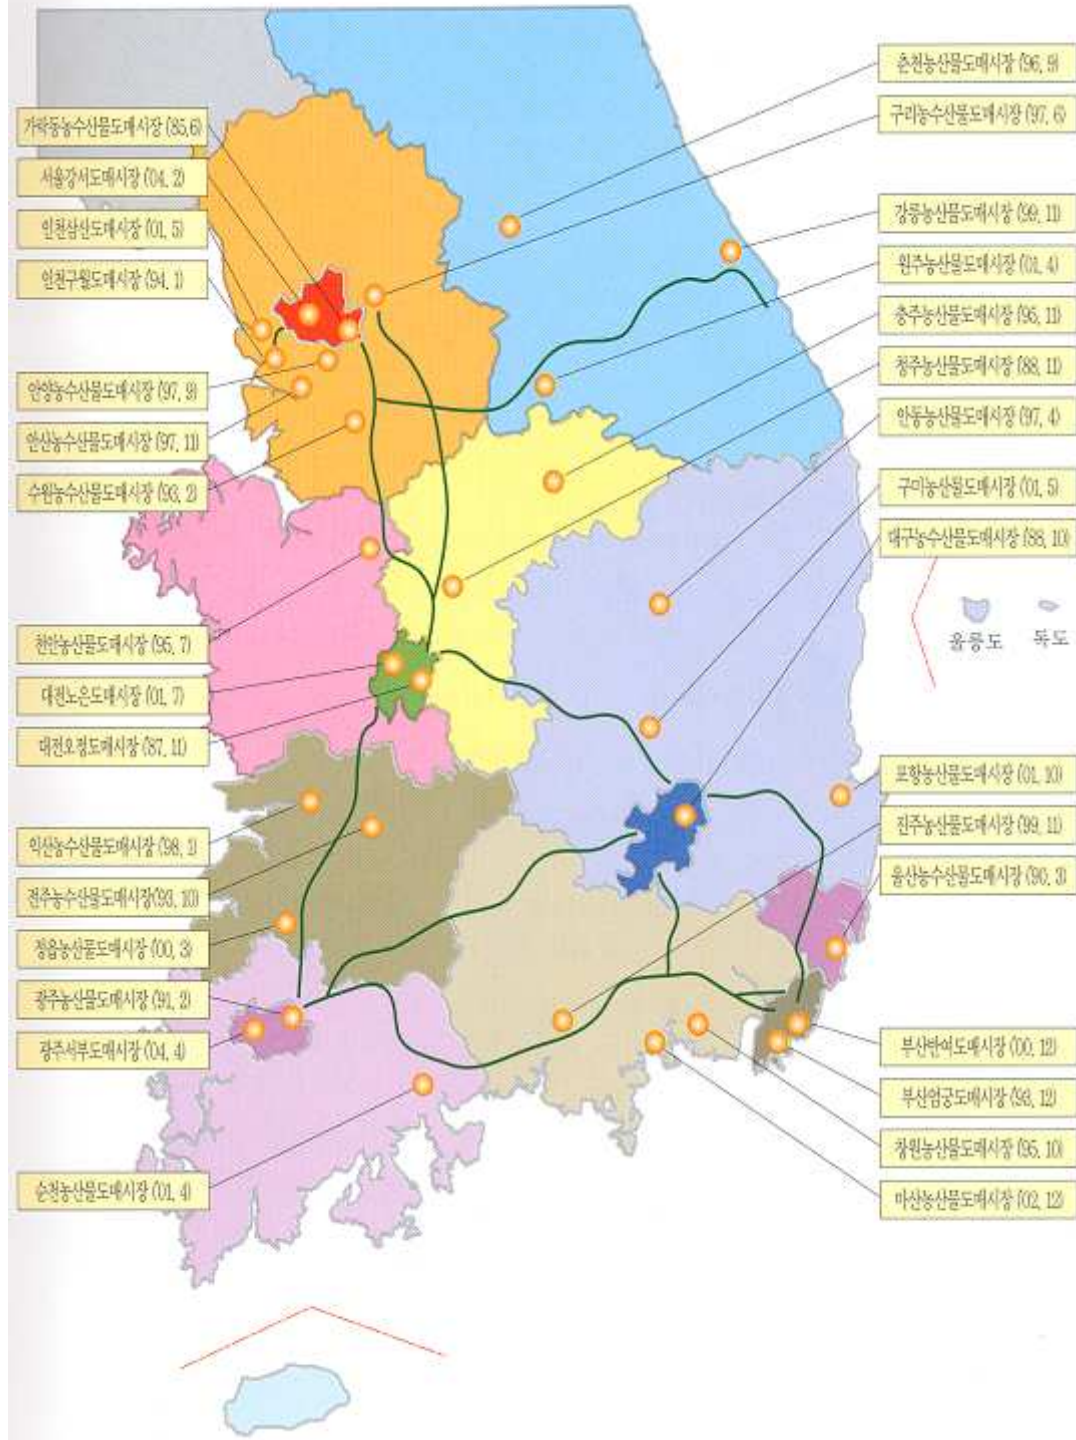 가락동농수산물도매시장 (85, 6)
서울강서도매시장 (04, 2)
인천삼산도매시장 (01, 5)
인천구월도매시장 (94, 1)
안양농수산물도매시장 (97, 9)
안산농수산물도매시장 (97, 11)
수원농수산물도매시장 (93, 2)
천안농산물도매시장 (95, 7)
대전노은도매시장 (01, 7)
대전오정도매시장 (87, 11)
익산농수산물도매시장 (98, 1)
전주농수산물도매시장(93, 10)
정읍농산물도매시장 (00, 3)
광주농산물도매시장 (91, 2)
광주서부도매시장 (04, 4)
순천농산물도매시장 (01, 4)
춘천농산물도매시장 (96, 9)
구리농수산물도매시장 (97, 6)
강릉농산물도매시장 (99, 11)
원주농산물도매시장 (01, 4)
충주농산물도매시장 (95, 11)
청주농산물도매시장 (88, 11)
안동농산물도매시장 (97, 4)
구미농산물도매시장 (01, 5)
대구농수산물도매시장 (88, 10)
울릉도 독도
포항농산물도매시장 (01, 10)
진주농산물도매시장 (99, 11)
울산농수산물도매시장 (90, 3)
부산반여도매시장 (00, 12)
부산엄궁도매시장 (93, 12)
창원농산물도매시장 (95, 10)
마산농산물도매시장 (02, 12)